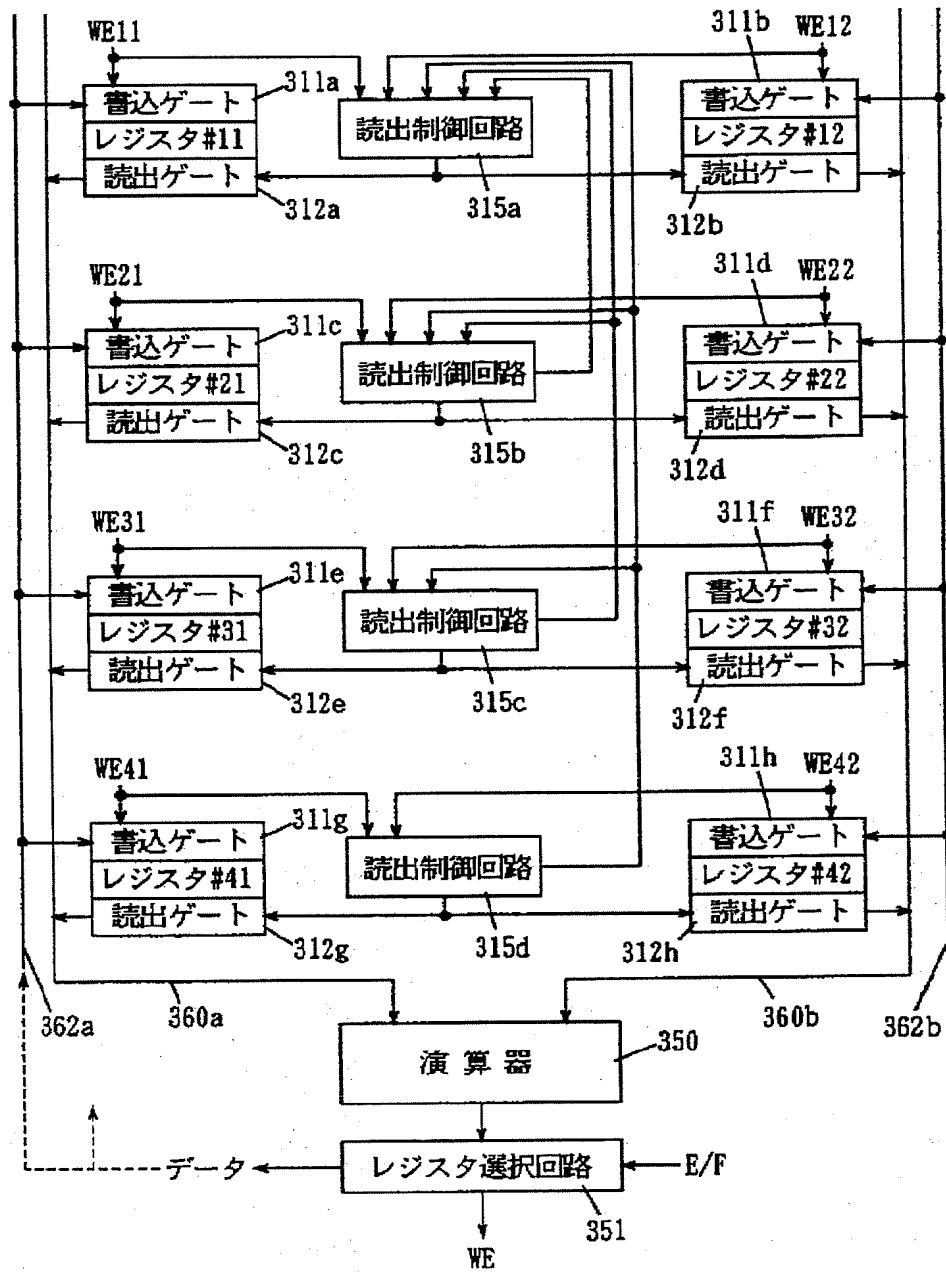 WE11
311b
WE12
311a
書込ゲート
読出制御回路
書込ゲート
レジスタ#11
レジスタ#12
読出ゲート
読出ゲート
312a
315a
312b
WE21
311d
WE22
311c
書込ゲート
読出制御回路
書込ゲート
レジスタ#21
レジスタ#22
読出ゲート
読出ゲート
312c
315b
312d
WE31
311f
WE32
311e
書込ゲート
読出制御回路
書込ゲート
レジスタ#31
レジスタ#32
読出ゲート
読出ゲート
312e
315c
312f
WE41
311h
WE42
311g
書込ゲート
読出制御回路
書込ゲート
レジスタ#41
レジスタ#42
読出ゲート
読出ゲート
312g
315d
312h
362a
360a
360b
362b
演算器
350
データ
レジスタ選択回路
E/F
351
WE